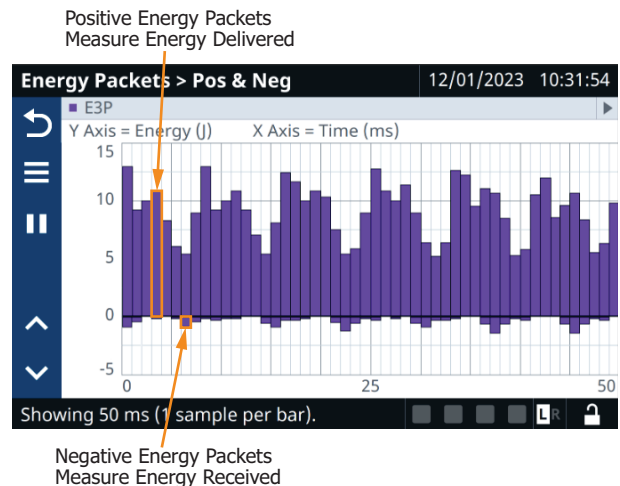 Positive Energy Packets
Measure Energy Delivered
Energy Packets > Pos & Neg 12/01/2023 10:31:54
E3P
Y Axis = Energy (J) X Axis = Time (ms)
15
10
5
0
-5
0 25 50
Showing 50 ms (1 sample per bar). L R
Negative Energy Packets
Measure Energy Received